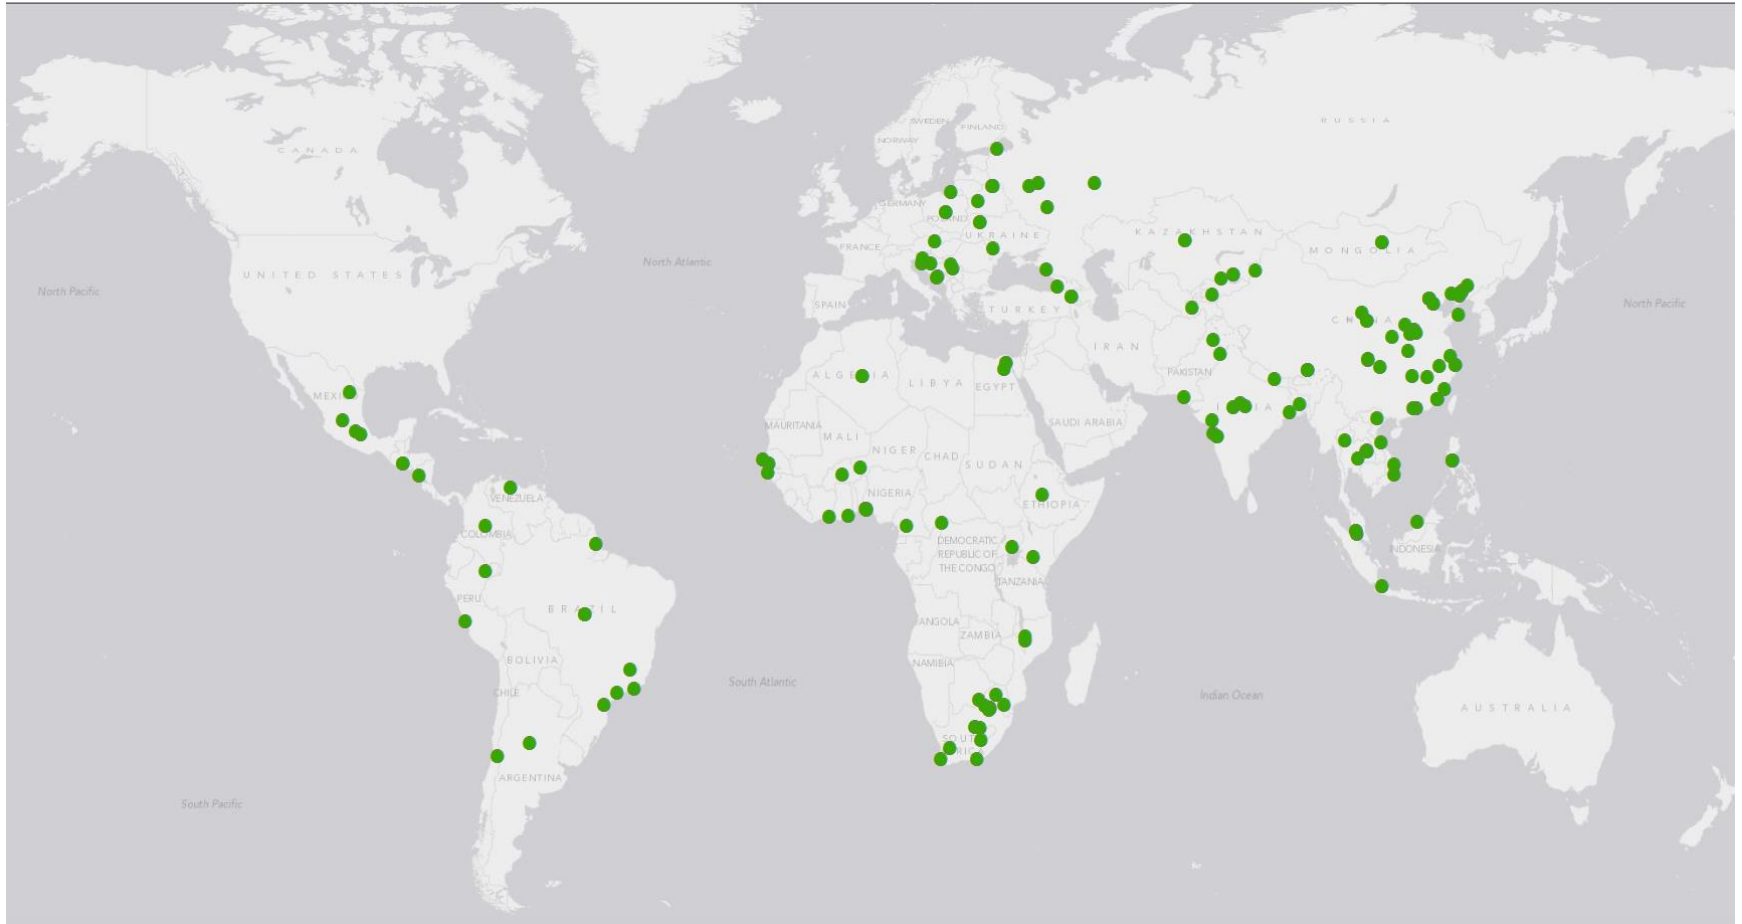 RUSSIA
SWEDEN
FINLAND
NORWAY
CANADA
GERMANY
POLAND
UKRAINE
KAZAKHSTAN
FRANCE
MONGOLIA
North Atlantic
UNITED STATES
North Pacific
SPAIN
TURKEY
North Pacific
CHINA
IRAN
PAKISTAN
ALGERIA
LIBYA
EGYPT
MEXICO
INDIA
SAUDI ARABIA
MAURITANIA
MALI
NIGER
CHAD
SUDAN
NIGERIA
VENEZUELA
ETHIOPIA
COLOMBIA
DEMOCRATIC
REPUBLIC OF
THE CONGO
INDONESIA
TANZANIA
PERU
BRAZIL
ANGOLA
ZAMBIA
BOLIVIA
NAMIBIA
South Atlantic
CHILE
Indian Ocean
AUSTRALIA
SOUTH
AFRICA
ARGENTINA
South Pacific